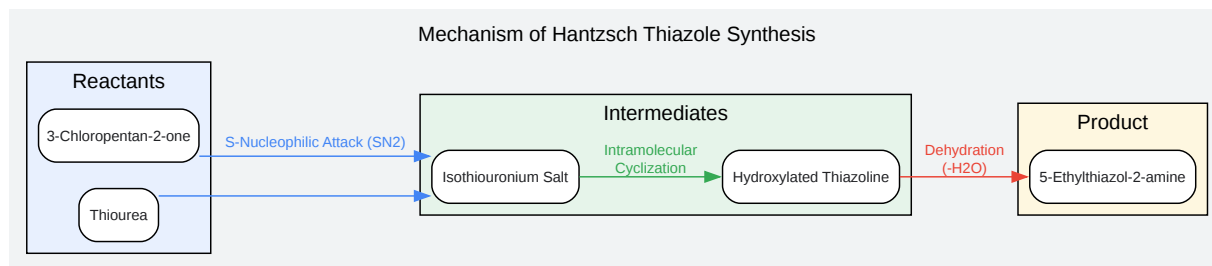 Mechanism of Hantzsch Thiazole Synthesis
Reactants
3-Chloropentan-2-one
Thiourea
S-Nucleophilic Attack (SN2)
Intermediates
Isothiouronium Salt
Intramolecular
Cyclization
Hydroxylated Thiazoline
Dehydration
(-H2O)
Product
5-Ethylthiazol-2-amine